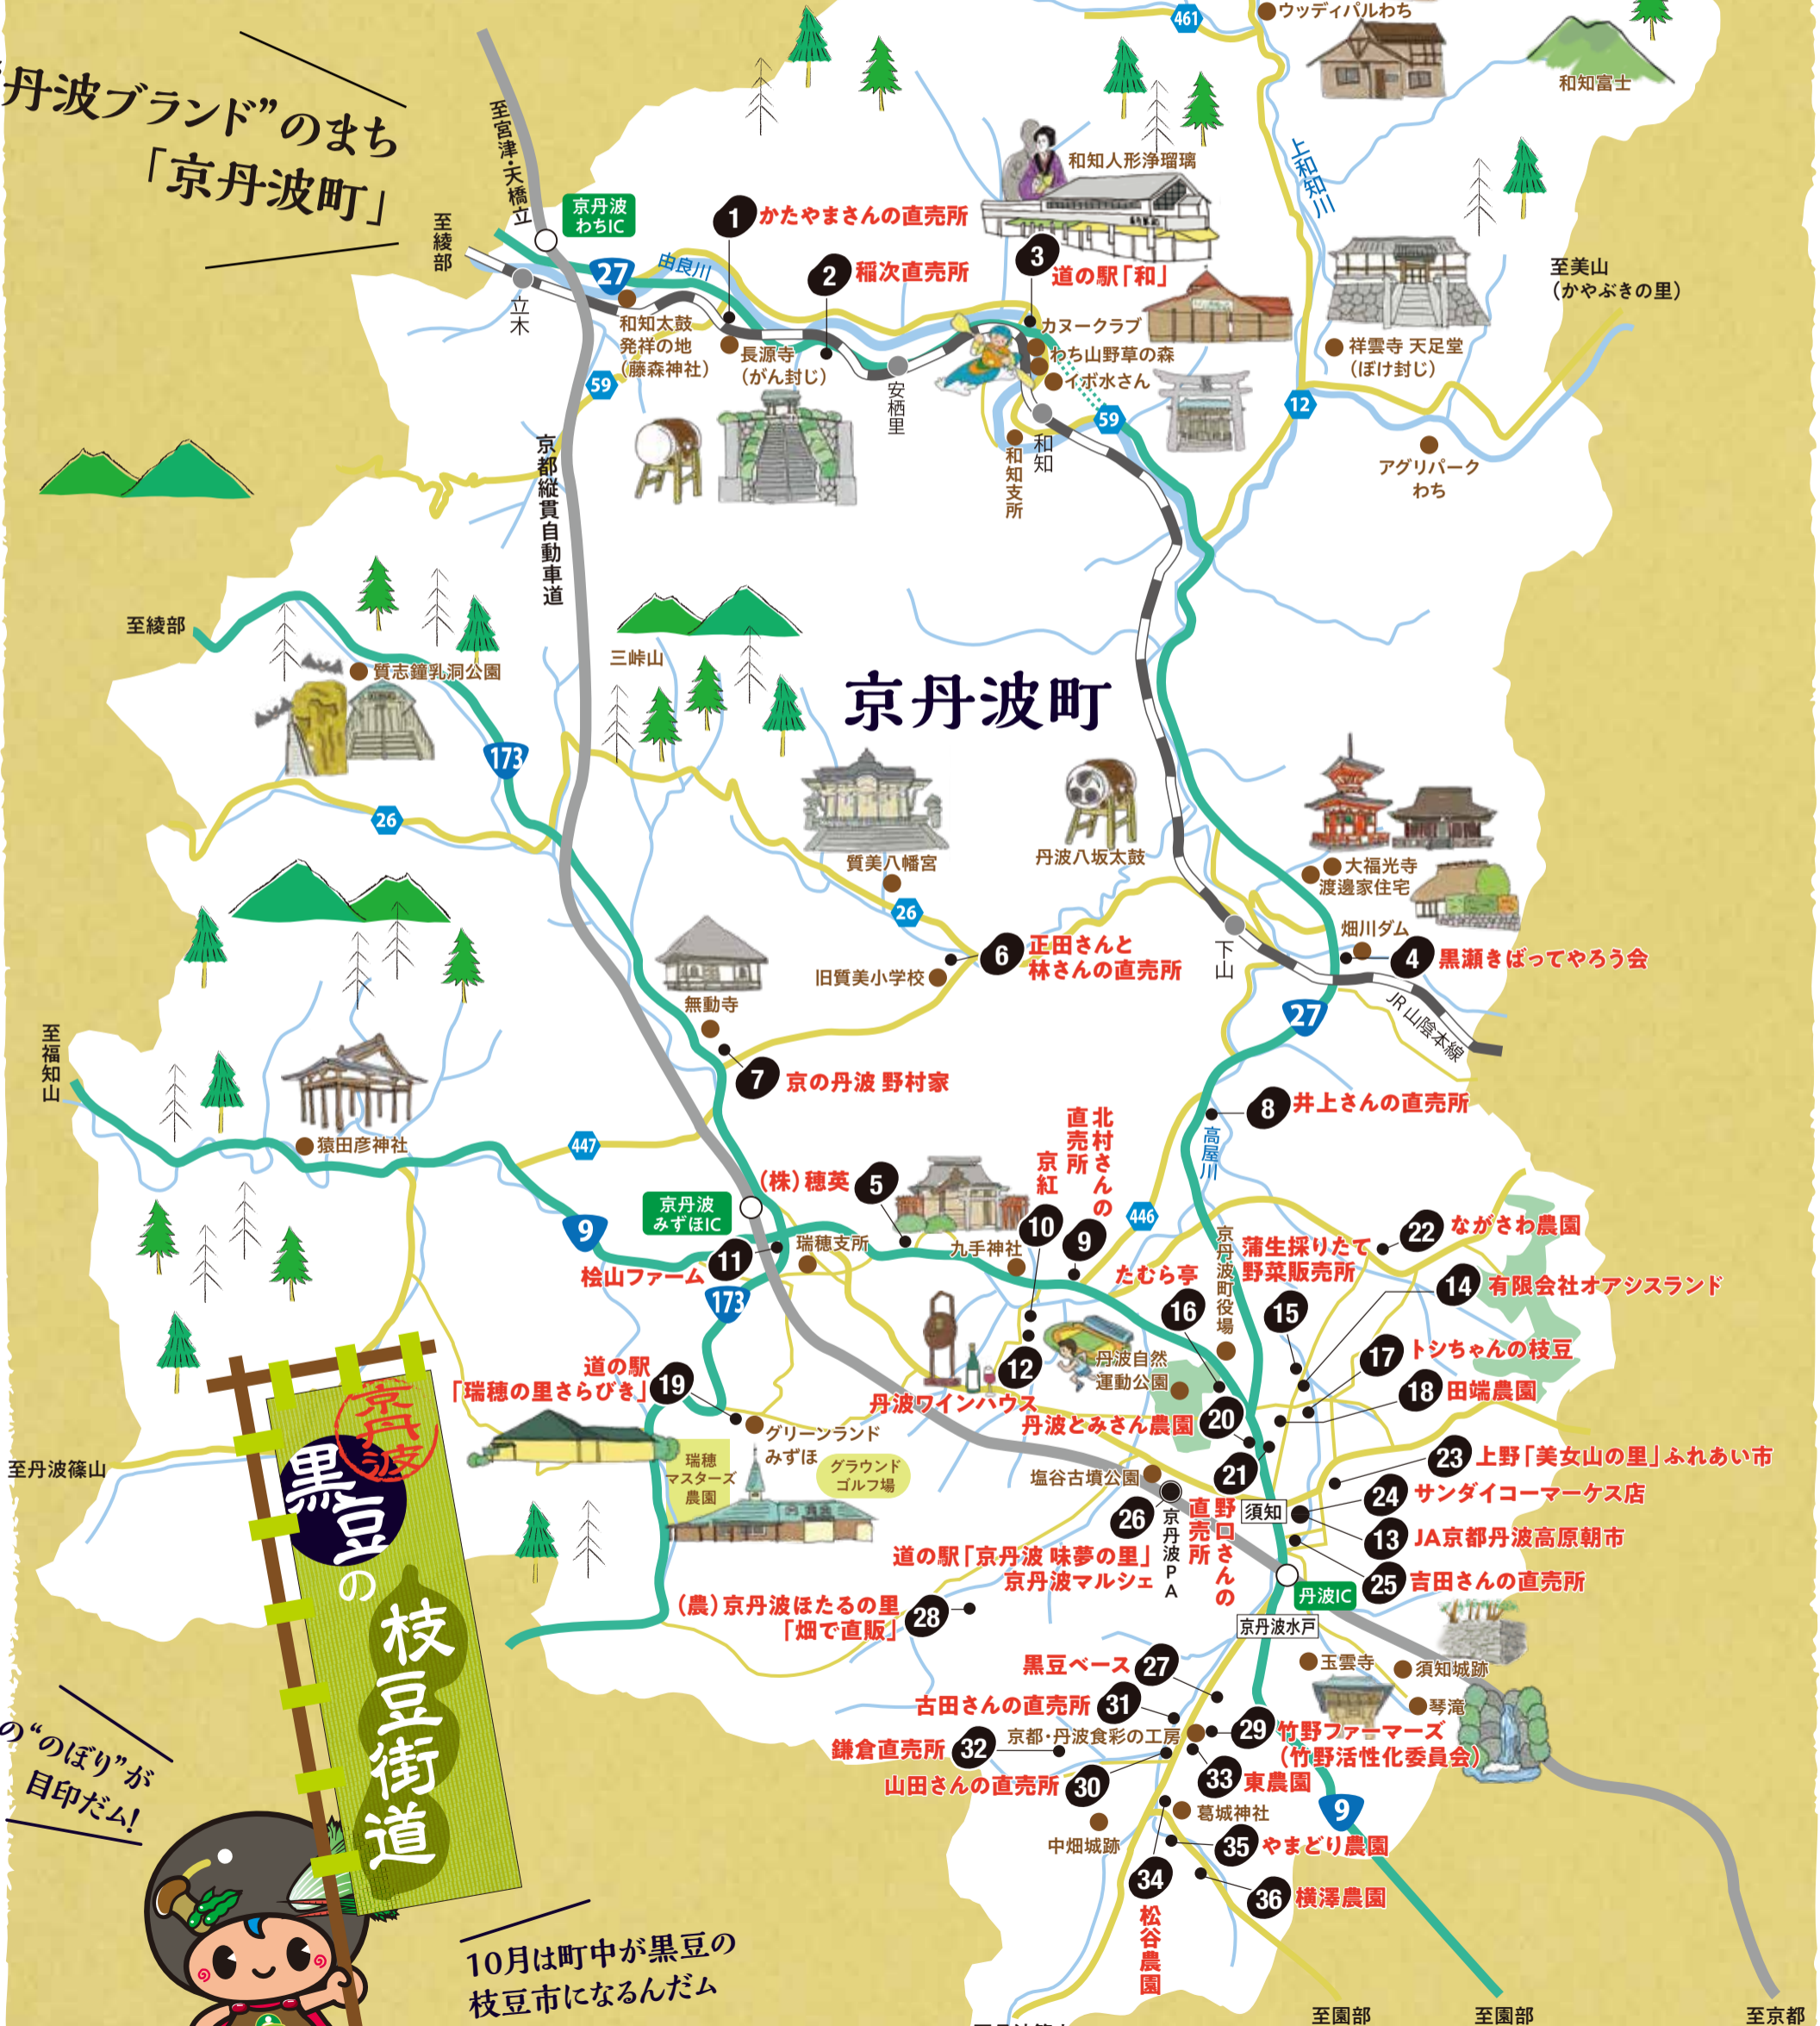 “丹波ブランド”のまち
「京丹波町」
至宮津・天橋立
京丹波
わちIC
至綾部
27
立木
由良川
1 かたやまさんの直売所
2 稲次直売所
和知太鼓
発祥の地
（藤森神社）
長源寺
（がん封じ）
59
安栖里
京都縦貫自動車道
461
ウッディパルわち
和知富士
和知人形浄瑠璃
上和知川
3 道の駅「和」
カヌークラブ
わち山野草の森
イボ水さん
和知
和知支所
59
12
祥雲寺 天足堂
（ぼけ封じ）
至美山
（かやぶきの里）
アグリパーク
わち
至綾部
質志鐘乳洞公園
173
26
三峠山
京丹波町
質美八幡宮
26
丹波八坂太鼓
大福光寺
渡邊家住宅
畑川ダム
4 黒瀬きばってやろう会
下山
27
JR山陰本線
6 正田さんと
林さんの直売所
旧質美小学校
無動寺
7 京の丹波 野村家
至福知山
猿田彦神社
447
9
京丹波
みずほIC
（株）穂英 5
瑞穂支所
11
桧山ファーム
173
九手神社
10 京紅
9 北村さんの
直売所
446
8 井上さんの直売所
高屋川
京丹波町役場
たむら亭
16
蒲生採りたて
野菜販売所
15
22 ながさわ農園
14 有限会社オアシスランド
17 トシちゃんの枝豆
18 田端農園
12
丹波ワインハウス
丹波自然
運動公園
丹波とみさん農園 20
21
野口さんの
直売所
須知
23 上野「美女山の里」ふれあい市
24 サンダイコーマーケス店
13 JA京都丹波高原朝市
25 吉田さんの直売所
丹波IC
京丹波水戸
塩谷古墳公園
26
京丹波PA
道の駅「京丹波 味夢の里」
京丹波マルシェ
道の駅
「瑞穂の里さらびき」
19
グリーンランド
みずほ
瑞穂
マスターズ
農園
グラウンド
ゴルフ場
至丹波篠山
（農）京丹波ほたるの里
「畑で直販」
28
黒豆ベース 27
古田さんの直売所 31
京都・丹波食彩の工房
鎌倉直売所 32
山田さんの直売所 30
29 竹野ファーマーズ
（竹野活性化委員会）
33 東農園
玉雲寺
須知城跡
琴滝
葛城神社
中畑城跡
9
35 やまどり農園
34 松谷農園
36 横澤農園
京丹波
黒豆の
枝豆街道
の“のぼり”が
目印だム！
10月は町中が黒豆の
枝豆市になるんだム
至園部
至園部
至京都